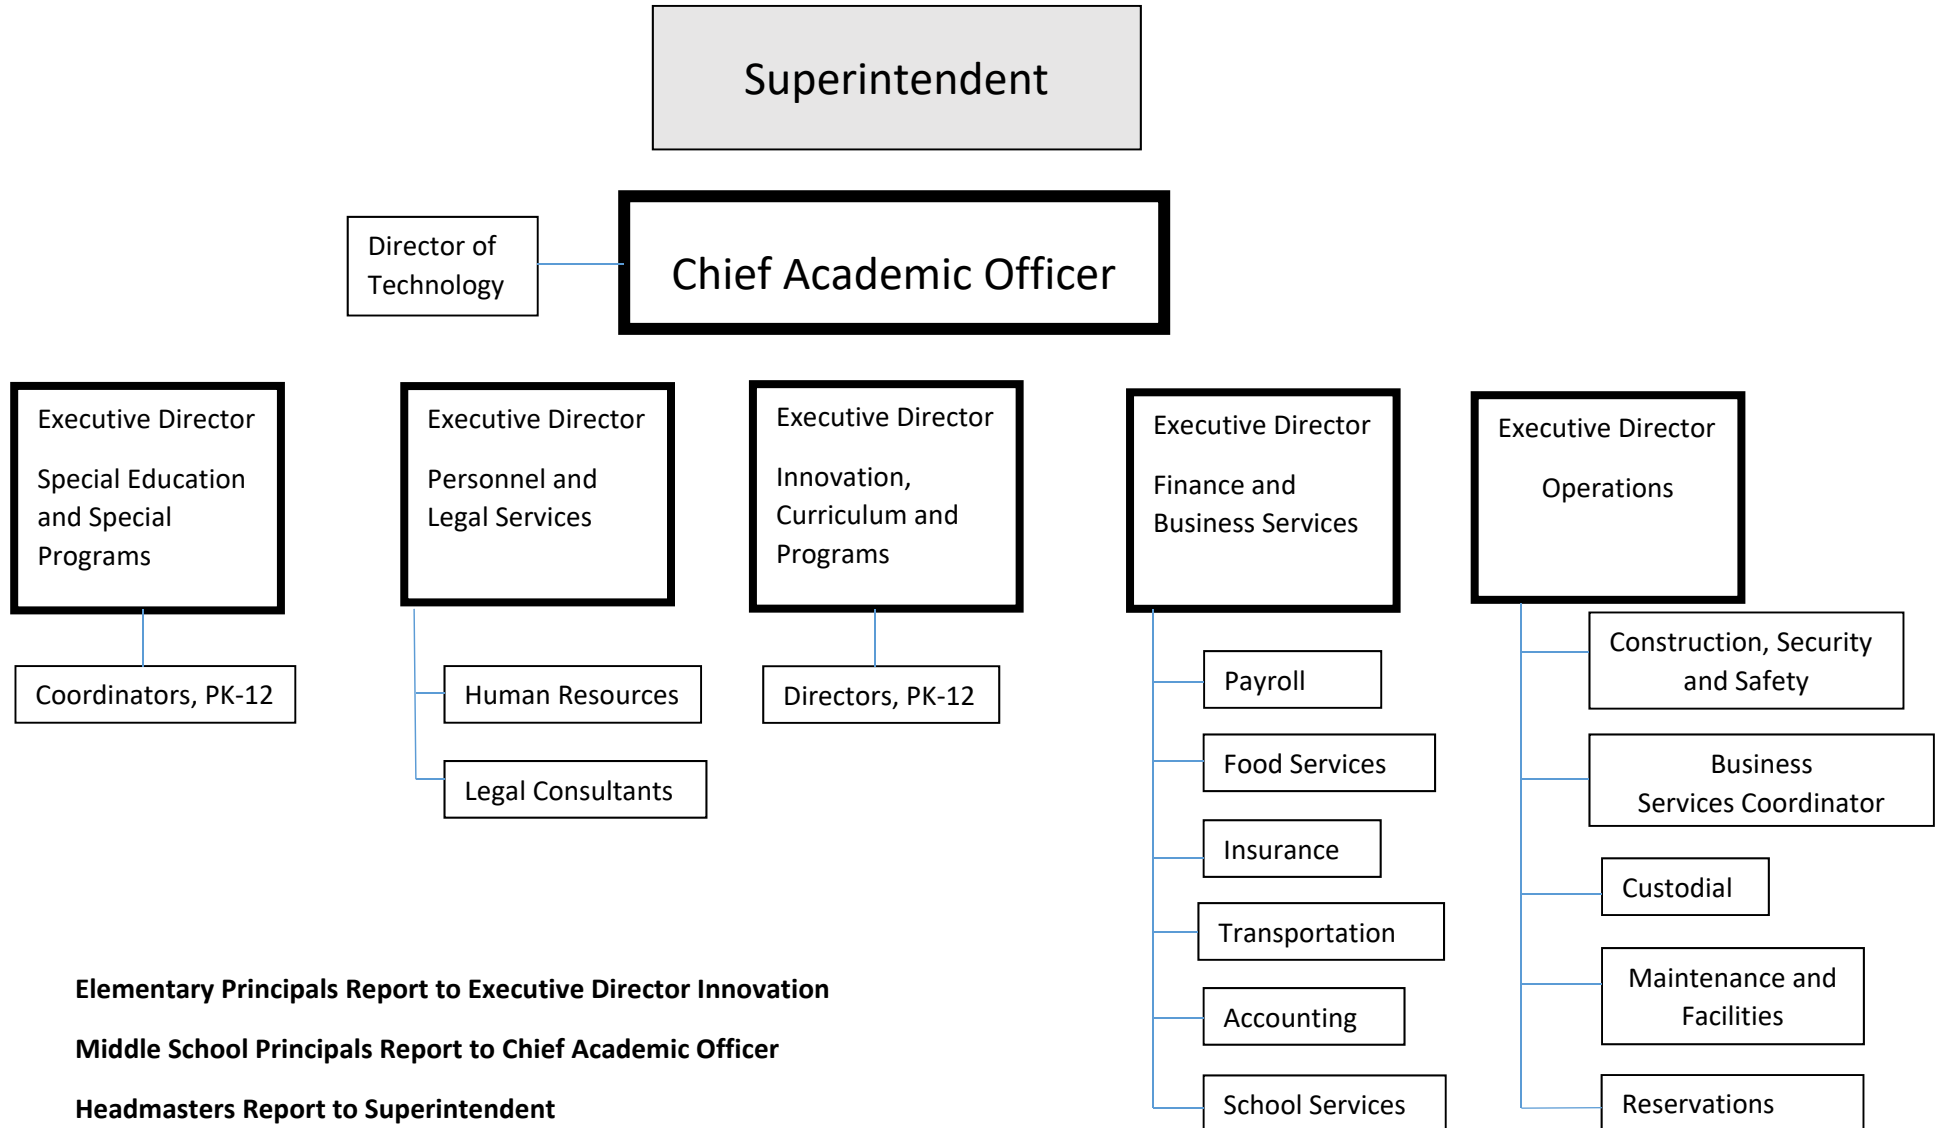 Superintendent
Director of
Technology
Chief Academic Officer
Executive Director
Special Education
and Special
Programs
Executive Director
Personnel and
Legal Services
Executive Director
Innovation,
Curriculum and
Programs
Executive Director
Finance and
Business Services
Executive Director
Operations
Coordinators, PK-12
Human Resources
Legal Consultants
Directors, PK-12
Payroll
Food Services
Insurance
Transportation
Accounting
School Services
Construction, Security
and Safety
Business
Services Coordinator
Custodial
Maintenance and
Facilities
Reservations
Elementary Principals Report to Executive Director Innovation
Middle School Principals Report to Chief Academic Officer
Headmasters Report to Superintendent